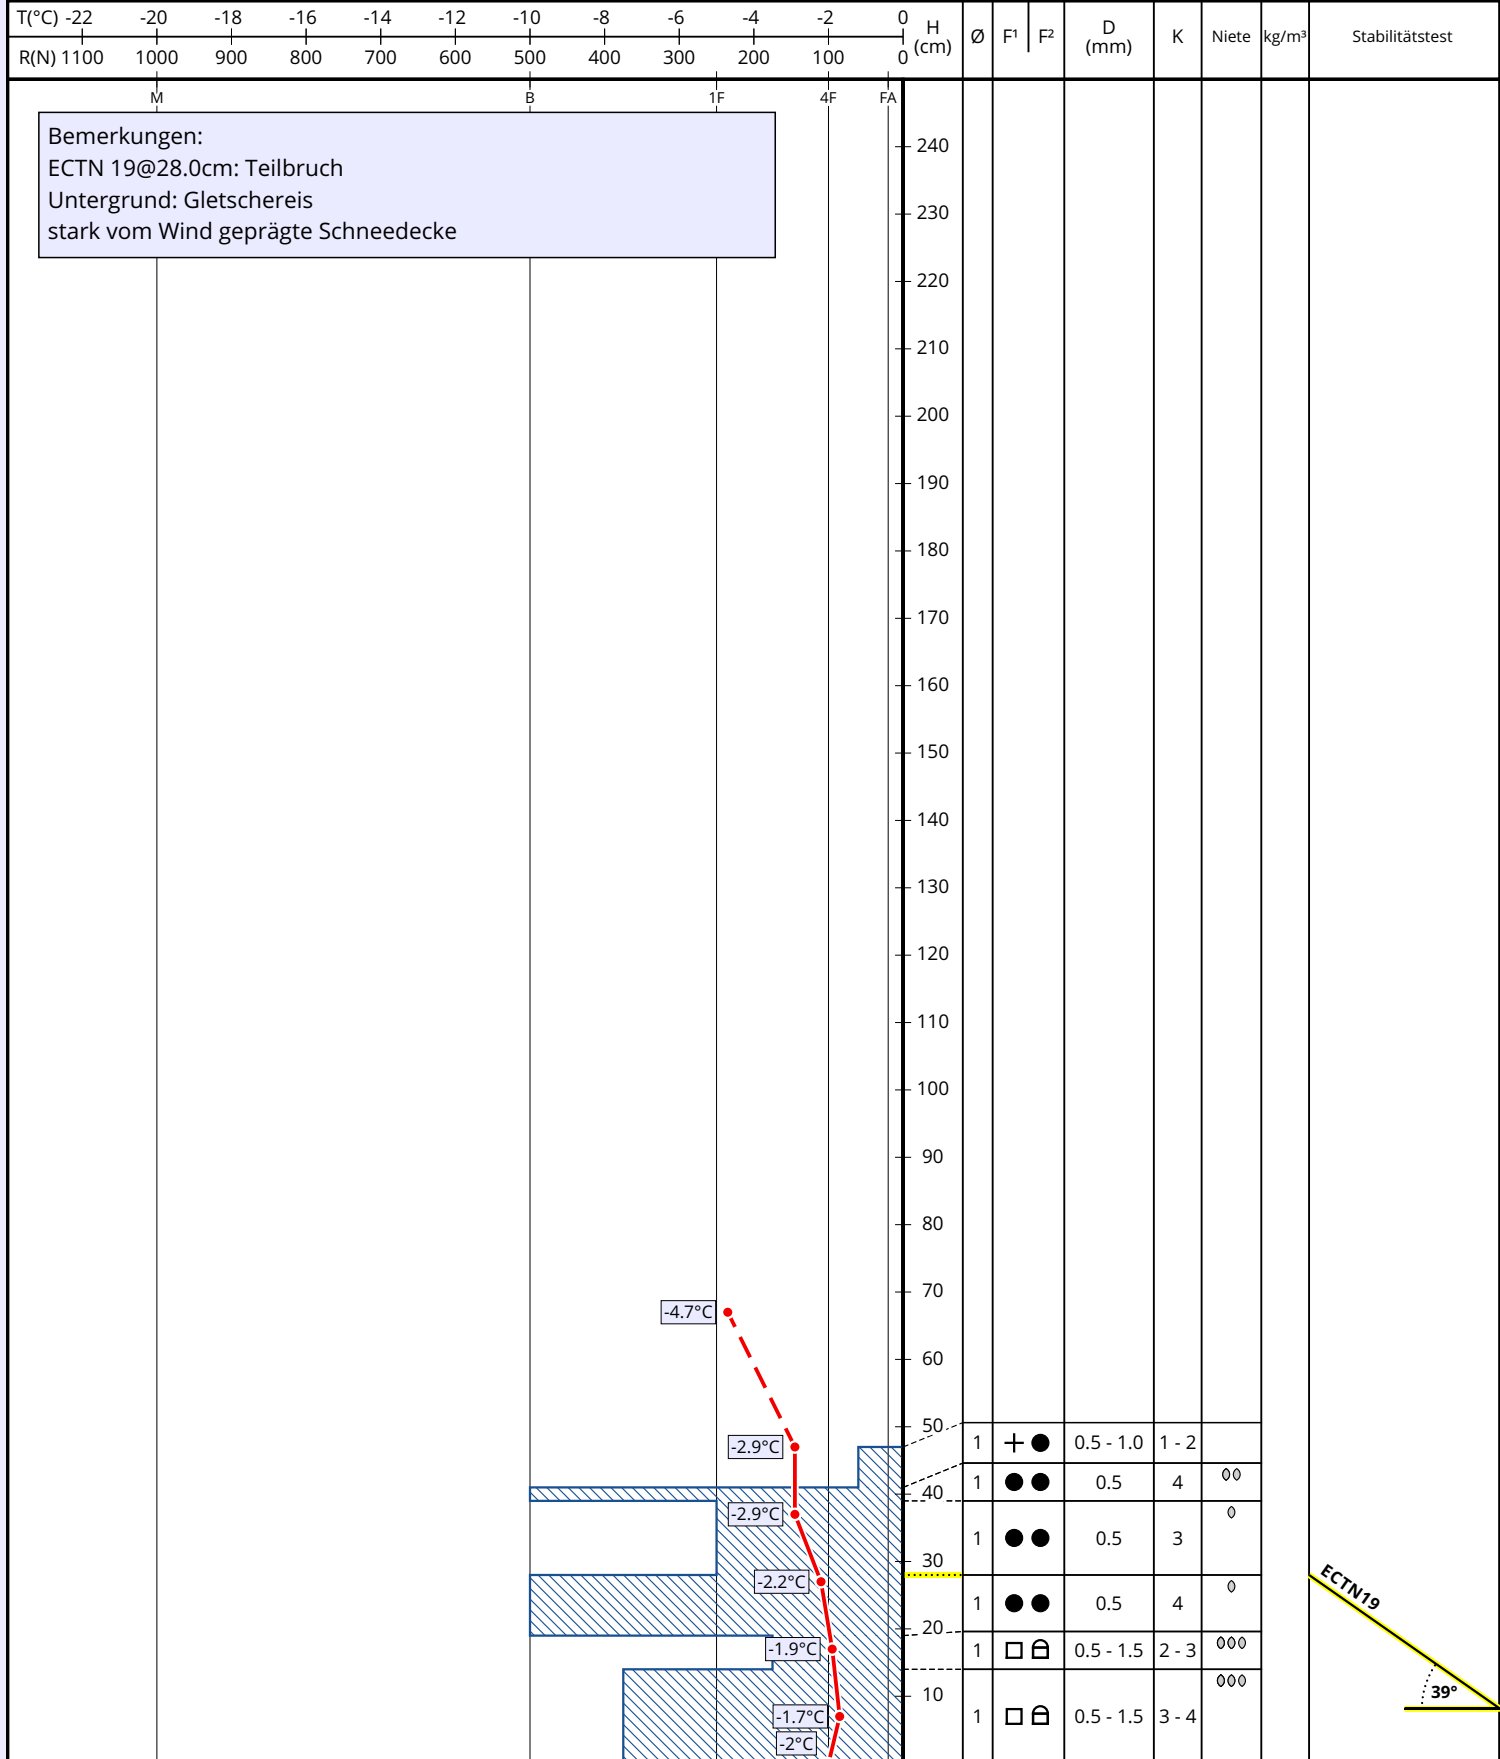 T(°C) -22 -20 -18 -16 -14 -12 -10 -8 -6 -4 -2 0
R(N) 1100 1000 900 800 700 600 500 400 300 200 100 0
H (cm) Ø F¹ F² D (mm) K Niete kg/m³ Stabilitätstest
M B 1F 4F FA
Bemerkungen:
ECTN 19@28.0cm: Teilbruch
Untergrund: Gletschereis
stark vom Wind geprägte Schneedecke
240
230
220
210
200
190
180
170
160
150
140
130
120
110
100
90
80
70
-4.7°C
60
50
1 0.5 - 1.0 1 - 2
-2.9°C
1 0.5 4
40
-2.9°C
1 0.5 3
30
-2.2°C
1 0.5 4
ECTN19
20
-1.9°C
1 0.5 - 1.5 2 - 3
10
39°
-1.7°C
1 0.5 - 1.5 3 - 4
-2°C